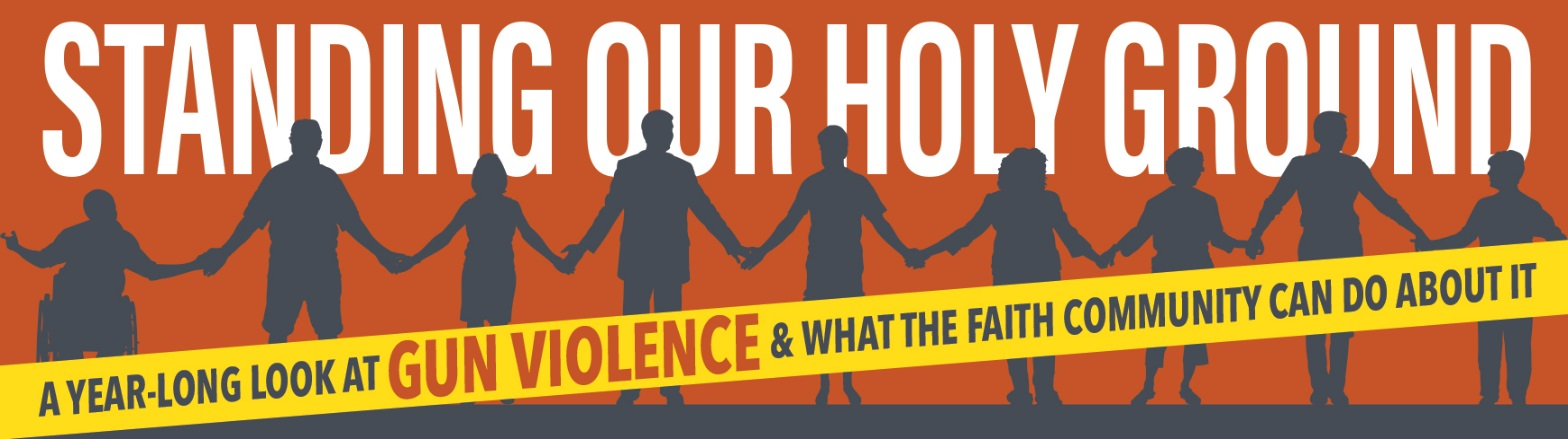 STANDING OUR HOLY GROUND
A YEAR-LONG LOOK AT GUN VIOLENCE & WHAT THE FAITH COMMUNITY CAN DO ABOUT IT